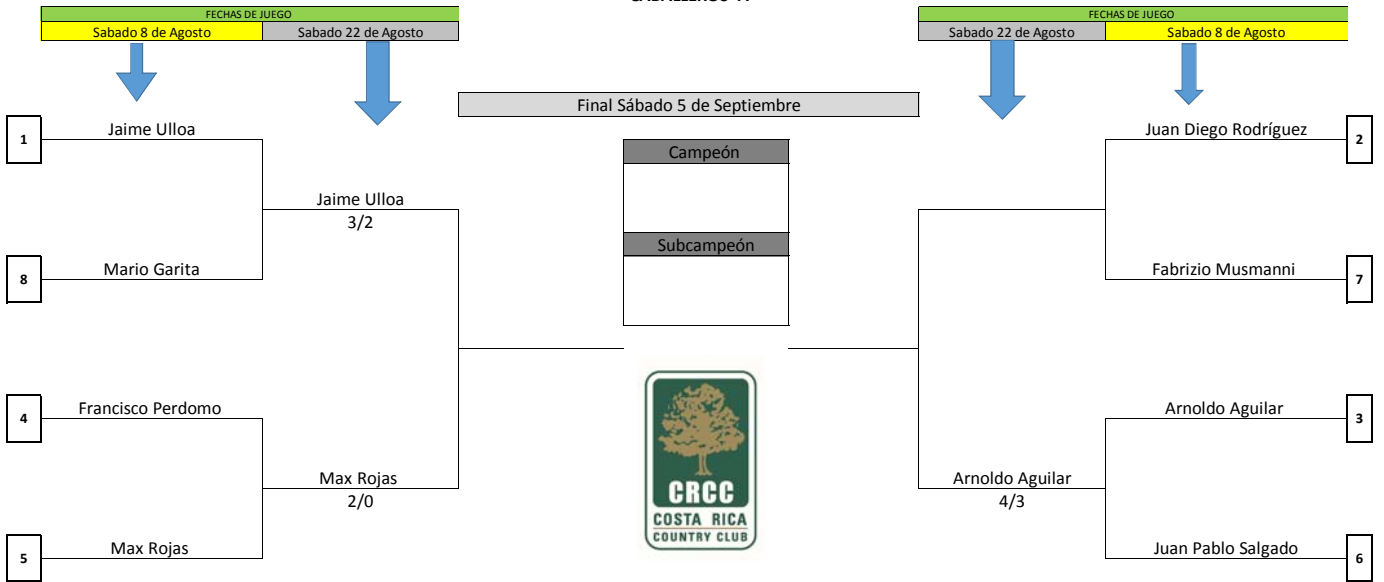 FECHAS DE JUEGO
FECHAS DE JUEGO
Sabado 8 de Agosto
Sabado 22 de Agosto
Sabado 22 de Agosto
Sabado 8 de Agosto
Final Sábado 5 de Septiembre
1
Jaime Ulloa
Juan Diego Rodríguez
2
Campeón
Jaime Ulloa
3/2
Subcampeón
8
Mario Garita
Fabrizio Musmanni
7
4
Francisco Perdomo
Arnoldo Aguilar
3
Max Rojas
2/0
Arnoldo Aguilar
4/3
CRCC
COSTA RICA
COUNTRY CLUB
5
Max Rojas
Juan Pablo Salgado
6